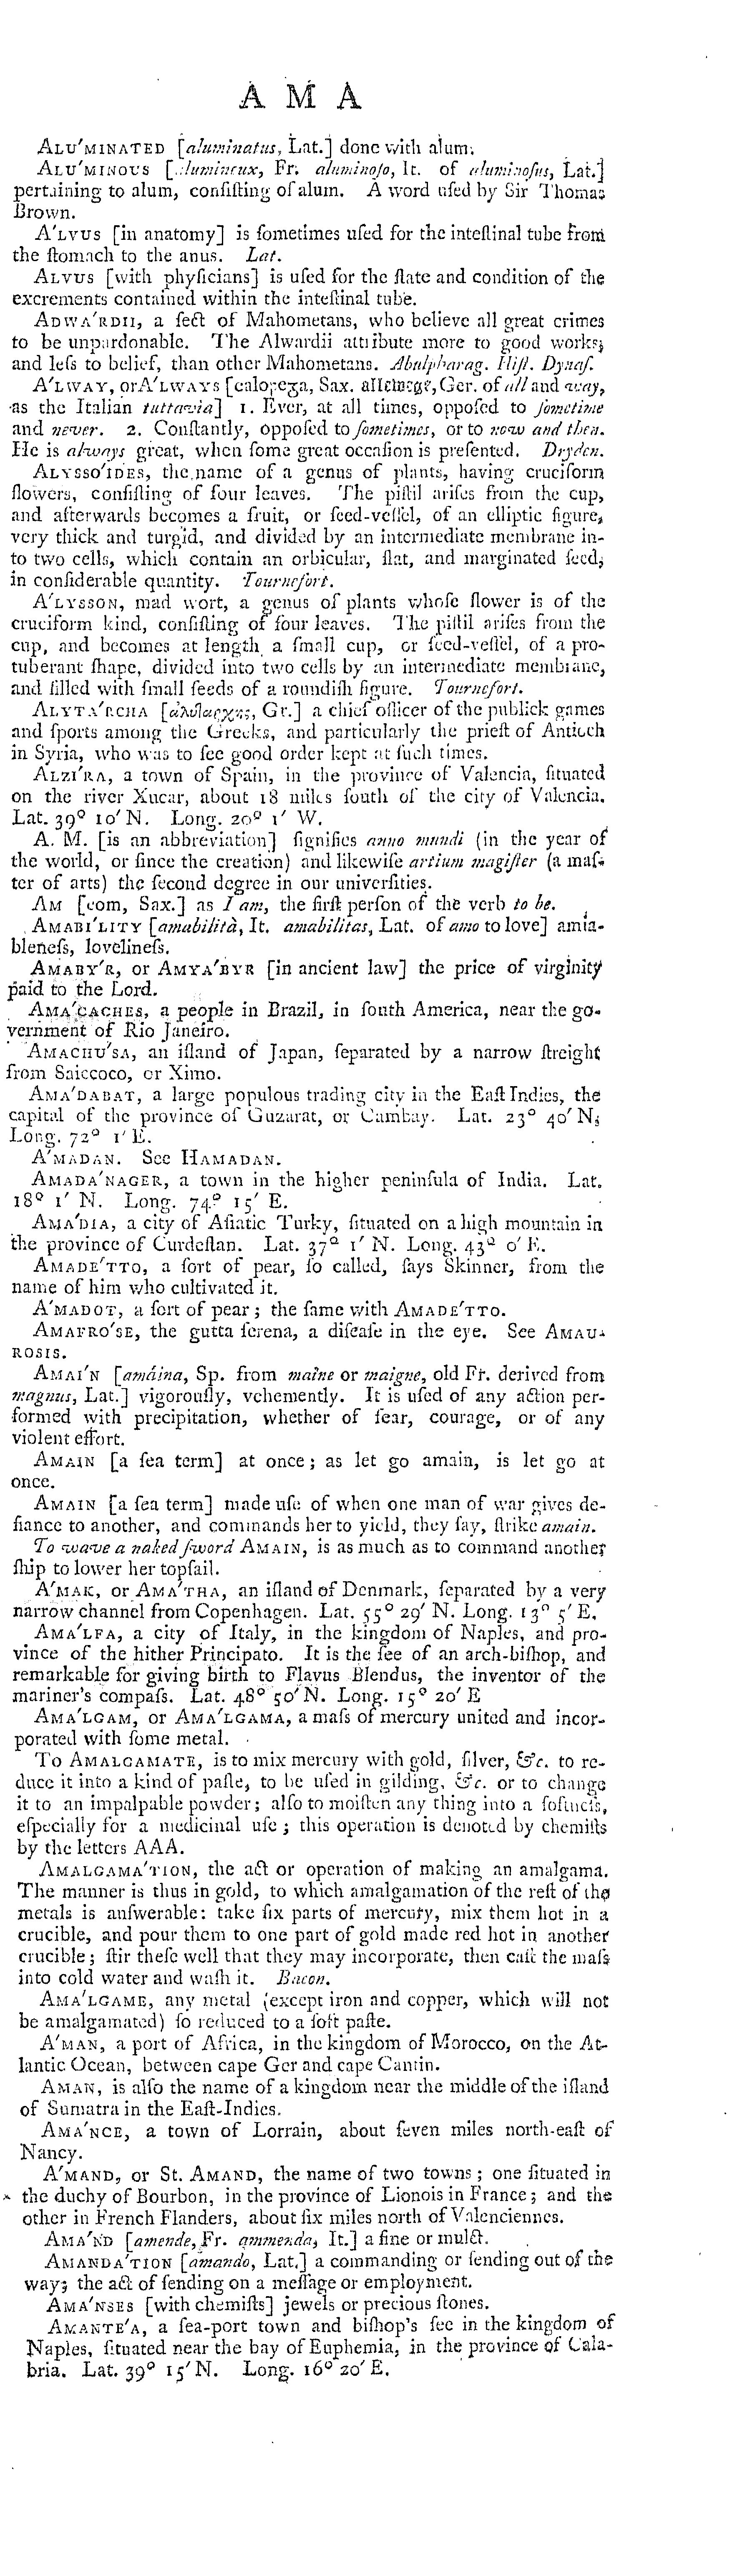 A M A
ALU′MINATED [aluminatus, Lat.] done with alum.
ALU′MINOUS [alumineux, Fr. aluminoſo, It. of aluminoſus, Lat.]
pertaining to alum, conſiſting of alum. A word uſed by Sir Thomas
Brown.
A′LVUS [in anatomy] is ſometimes uſed for the inteſtinal tube from
the ſtomach to the anus. Lat.
ALVUS [with phyſicians] is uſed for the ſtate and condition of the
excrements contained within the inteſtinal tube.
ADWA′RDII, a ſect of Mahometans, who believe all great crimes
to be unpardonable. The Alwardii attribute more to good works,
and leſs to belief, than other Mahometans. Abulpharag. Hiſt. Dynaſ.
A′LWAY, or A′LWAYS [Sax. Ger. of all and way,
as the Italian tuttavia] 1. Ever, at all times, oppoſed to ſometime
and never. 2. Conſtantly, oppoſed to ſometimes, or to now and then.
He is always great, when ſome great occaſion is preſented. Dryden.
ALYSSO′IDES, the name of a genus of plants, having cruciform
flowers, conſiſting of four leaves. The piſtil ariſes from the cup,
and afterwards becomes a fruit, or ſeed-veſſel, of an elliptic figure,
very thick and turgid, and divided by an intermediate membrane in-
to two cells, which contain an orbicular, flat, and marginated ſeed,
in conſiderable quantity. Tournefort.
A′LYSSON, mad wort, a genus of plants whoſe flower is of the
cruciform kind, conſiſting of four leaves. The piſtil ariſes from the
cup, and becomes at length a ſmall cup, or ſeed-veſſel, of a pro-
tuberant ſhape, divided into two cells by an intermediate membrane,
and filled with ſmall ſeeds of a roundiſh figure. Tournefort.
ALYTA′RCHA [Gr.] a chief officer of the publick games
and ſports among the Greeks, and particularly the prieſt of Antioch
in Syria, who was to ſee good order kept at ſuch times.
ALZI′RA, a town of Spain, in the province of Valencia, ſituated
on the river Xucar, about 18 miles ſouth of the city of Valencia.
Lat. 39° 10′ N. Long. 20° 1′ W.
A. M. [is an abbreviation] ſignifies anno mundi (in the year of
the world, or ſince the creation) and likewiſe artium magiſter (a maſ-
ter of arts) the ſecond degree in our univerſities.
AM [eom, Sax.] as I am, the firſt perſon of the verb to be.
AMABI′LITY [amabilità, It. amabilitas, Lat. of amo to love] amia-
bleneſs, lovelineſs.
AMABY′R, or AMYA′BYR [in ancient law] the price of virginity
paid to the Lord.
AMA′CACHES, a people in Brazil, in ſouth America, near the go-
vernment of Rio Janeiro.
AMACHU′SA, an iſland of Japan, ſeparated by a narrow ſtreight
from Saiccoco, or Ximo.
AMA′DABAT, a large populous trading city in the Eaſt Indies, the
capital of the province of Guzarat, or Cambay. Lat. 23° 40′ N.
Long. 72° 1′ E.
A′MADAN. See HAMADAN.
AMADA′NAGER, a town in the higher peninſula of India. Lat.
18° 1′ N. Long. 74° 15′ E.
AMA′DIA, a city of Aſiatic Turky, ſituated on a high mountain in
the province of Curdeſtan. Lat. 37° 1′ N. Long. 43° 0′ E.
AMADE′TTO, a ſort of pear, ſo called, ſays Skinner, from the
name of him who cultivated it.
A′MADOT, a ſort of pear; the ſame with AMADE′TTO.
AMAFRO′SE, the gutta ſerena, a diſeaſe in the eye. See AMAU-
ROSIS.
AMAI′N [amáina, Sp. from maine or maigne, old Fr. derived from
magnus, Lat.] vigorouſly, vehemently. It is uſed of any action per-
formed with precipitation, whether of fear, courage, or of any
violent effort.
AMAIN [a ſea term] at once; as let go amain, is let go at
once.
AMAIN [a ſea term] made uſe of when one man of war gives de-
fiance to another, and commands her to yield, they ſay, ſtrike amain.
To wave a naked ſword AMAIN, is as much as to command another
ſhip to lower her topſail.
A′MAK, or AMA′THA, an iſland of Denmark, ſeparated by a very
narrow channel from Copenhagen. Lat. 55° 29′ N. Long. 13° 5′ E.
AMA′LFA, a city of Italy, in the kingdom of Naples, and pro-
vince of the hither Principato. It is the ſee of an arch-biſhop, and
remarkable for giving birth to Flavus Blendus, the inventor of the
mariner's compaſs. Lat. 48° 50′ N. Long. 15° 20′ E
AMA′LGAM, or AMA′LGAMA, a maſs of mercury united and incor-
porated with ſome metal.
To AMALGAMATE, is to mix mercury with gold, ſilver, &c. to re-
duce it into a kind of paſte, to be uſed in gilding, &c. or to change
it to an impalpable powder; alſo to moiſten any thing into a ſoftneſs,
eſpecially for a medicinal uſe; this operation is denoted by chemiſts
by the letters AAA.
AMALGAMA′TION, the act or operation of making an amalgama.
The manner is thus in gold, to which amalgamation of the reſt of the
metals is anſwerable: take ſix parts of mercury, mix them hot in a
crucible, and pour them to one part of gold made red hot in another
crucible; ſtir theſe well that they may incorporate, then caſt the maſs
into cold water and waſh it. Bacon.
AMA′LGAME, any metal (except iron and copper, which will not
be amalgamated) ſo reduced to a ſoft paſte.
A′MAN, a port of Africa, in the kingdom of Morocco, on the At-
lantic Ocean, between cape Ger and cape Cantin.
AMAN, is alſo the name of a kingdom near the middle of the iſland
of Sumatra in the Eaſt-Indies.
AMA′NCE, a town of Lorrain, about ſeven miles north-eaſt of
Nancy.
A′MAND, or St. AMAND, the name of two towns; one ſituated in
the duchy of Bourbon, in the province of Lionois in France; and the
other in French Flanders, about ſix miles north of Valenciennes.
AMA′ND [amende, Fr. ammenda, It.] a fine or mulct.
AMANDA′TION [amando, Lat.] a commanding or ſending out of the
way; the act of ſending on a meſſage or employment.
AMA′NSES [with chemiſts] jewels or precious ſtones.
AMANTE′A, a ſea-port town and biſhop's ſee in the kingdom of
Naples, ſituated near the bay of Euphemia, in the province of Cala-
bria. Lat. 39° 15′ N. Long. 16° 20′ E.